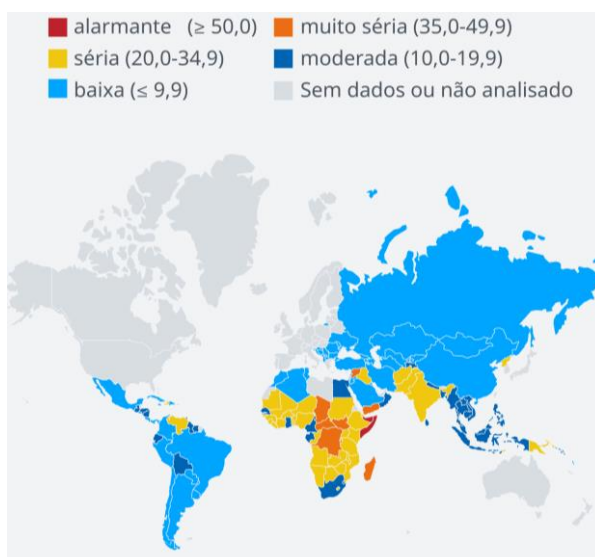 alarmante (≥ 50,0)
muito séria (35,0-49,9)
séria (20,0-34,9)
moderada (10,0-19,9)
baixa (≤ 9,9)
Sem dados ou não analisado